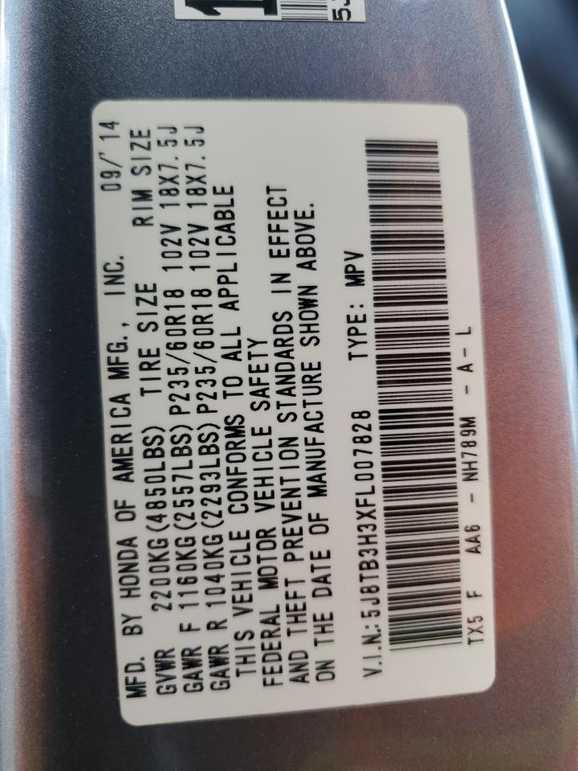 MFD. BY HONDA OF AMERICA MFG., INC. 09/'14
GVWR 2200KG(4850LBS) TIRE SIZE RIM SIZE
GAWR F 1160KG(2557LBS)P235/60R18 102V 18X7.5J
GAWR R 1040KG(2293LBS)P235/60R18 102V 18X7.5J
THIS VEHICLE CONFORMS TO ALL APPLICABLE
FEDERAL MOTOR VEHICLE SAFETY
AND THEFT PREVENTION STANDARDS IN EFFECT
ON THE DATE OF MANUFACTURE SHOWN ABOVE.
V.I.N.:5J8TB3H3XFL007828 TYPE: MPV
TX5 F AA6 - NH789M - A - L